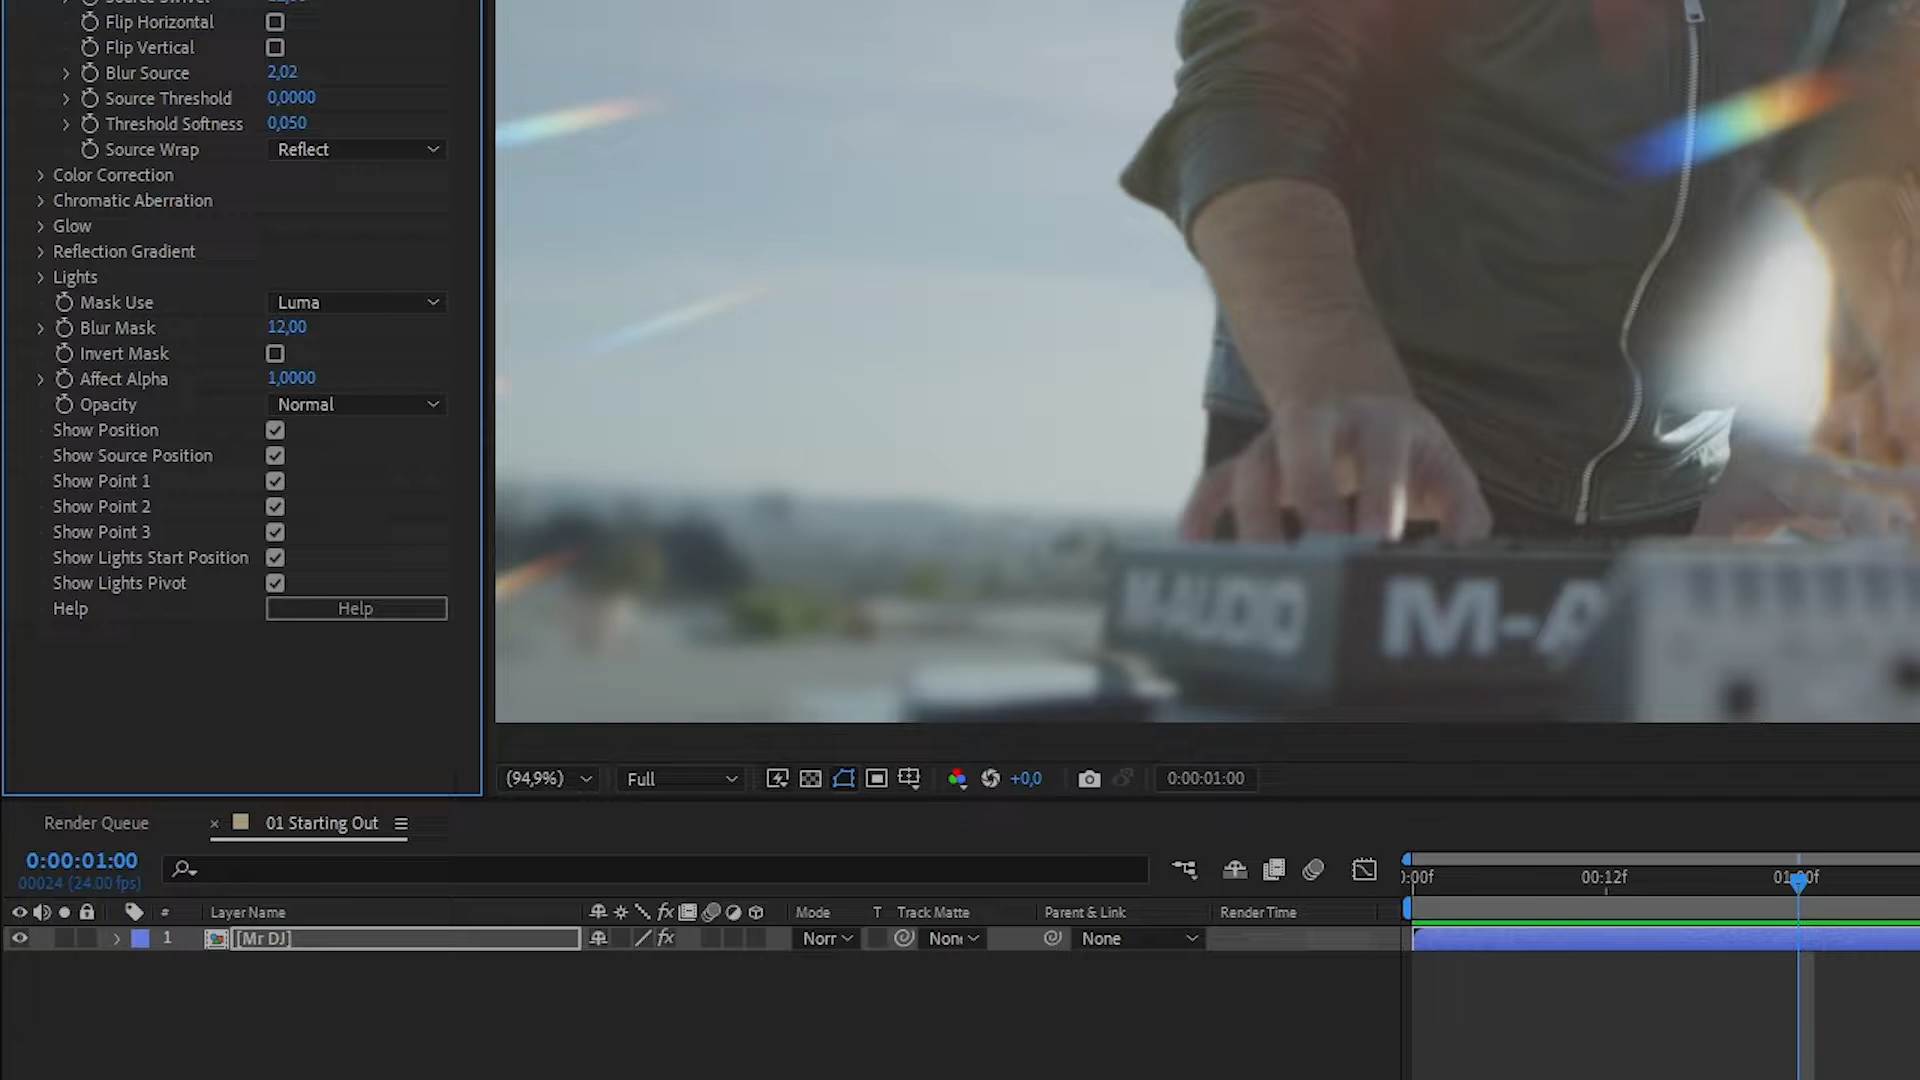 Flip Horizontal
Flip Vertical
Blur Source 2,02
Source Threshold 0,0000
Threshold Softness 0,050
Source Wrap Reflect
Color Correction
Chromatic Aberration
Glow
Reflection Gradient
Lights
Mask Use Luma
Blur Mask 12,00
Invert Mask
Affect Alpha 1,0000
Opacity Normal
Show Position
Show Source Position
Show Point 1
Show Point 2
Show Point 3
Show Lights Start Position
Show Lights Pivot
Help Help
M-AUDIO M-A
(94,9%) Full +0,0 0:00:01:00
Render Queue × 01 Starting Out
0:00:01:00
00024 (24.00 fps)
00f 00:12f
# Layer Name fx Mode T Track Matte Parent & Link Render Time
1 [Mr DJ] fx Norr Non None